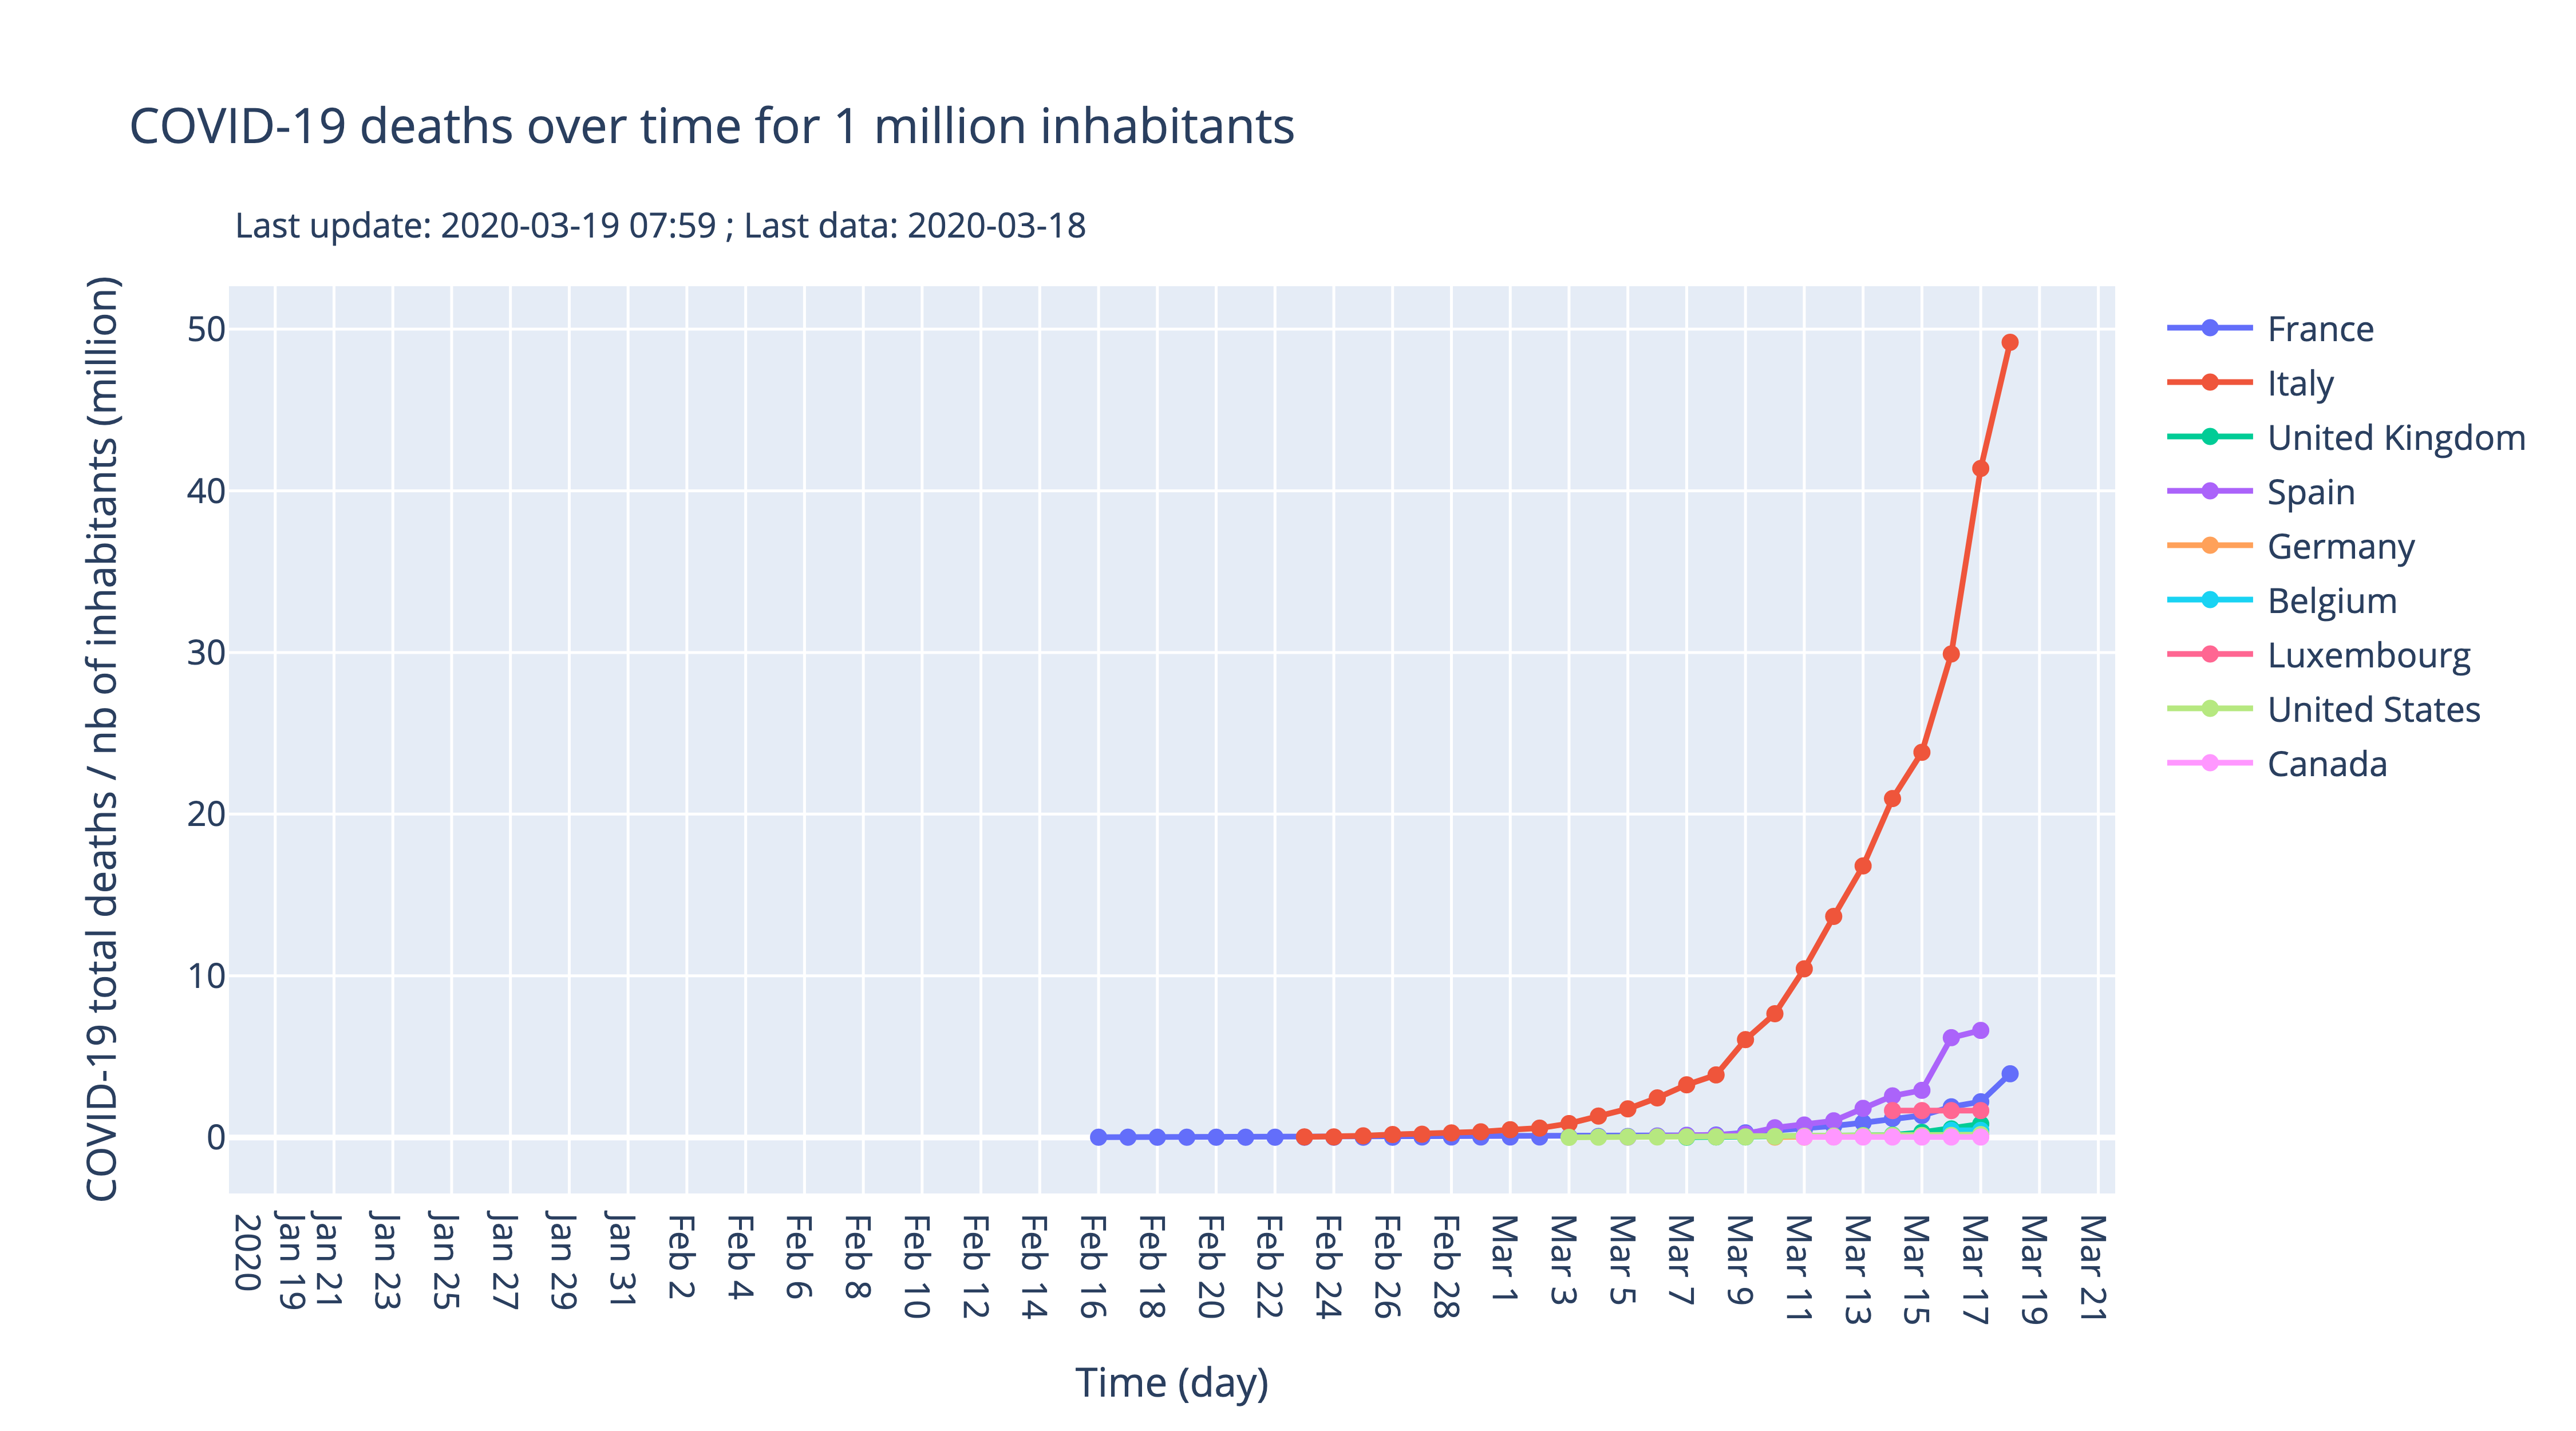 COVID-19 deaths over time for 1 million inhabitants
Last update: 2020-03-19 07:59 ; Last data: 2020-03-18
COVID-19 total deaths / nb of inhabitants (million)
50
40
30
20
10
0
France
Italy
United Kingdom
Spain
Germany
Belgium
Luxembourg
United States
Canada
Jan 19
2020
Jan 21
Jan 23
Jan 25
Jan 27
Jan 29
Jan 31
Feb 2
Feb 4
Feb 6
Feb 8
Feb 10
Feb 12
Feb 14
Feb 16
Feb 18
Feb 20
Feb 22
Feb 24
Feb 26
Feb 28
Mar 1
Mar 3
Mar 5
Mar 7
Mar 9
Mar 11
Mar 13
Mar 15
Mar 17
Mar 19
Mar 21
Time (day)